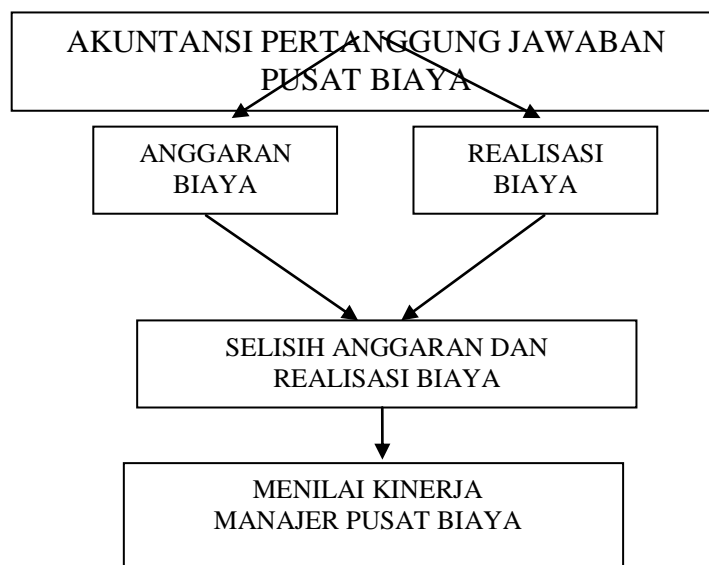 AKUNTANSI PERTANGGUNG JAWABAN
PUSAT BIAYA
ANGGARAN
BIAYA
REALISASI
BIAYA
SELISIH ANGGARAN DAN
REALISASI BIAYA
MENILAI KINERJA
MANAJER PUSAT BIAYA